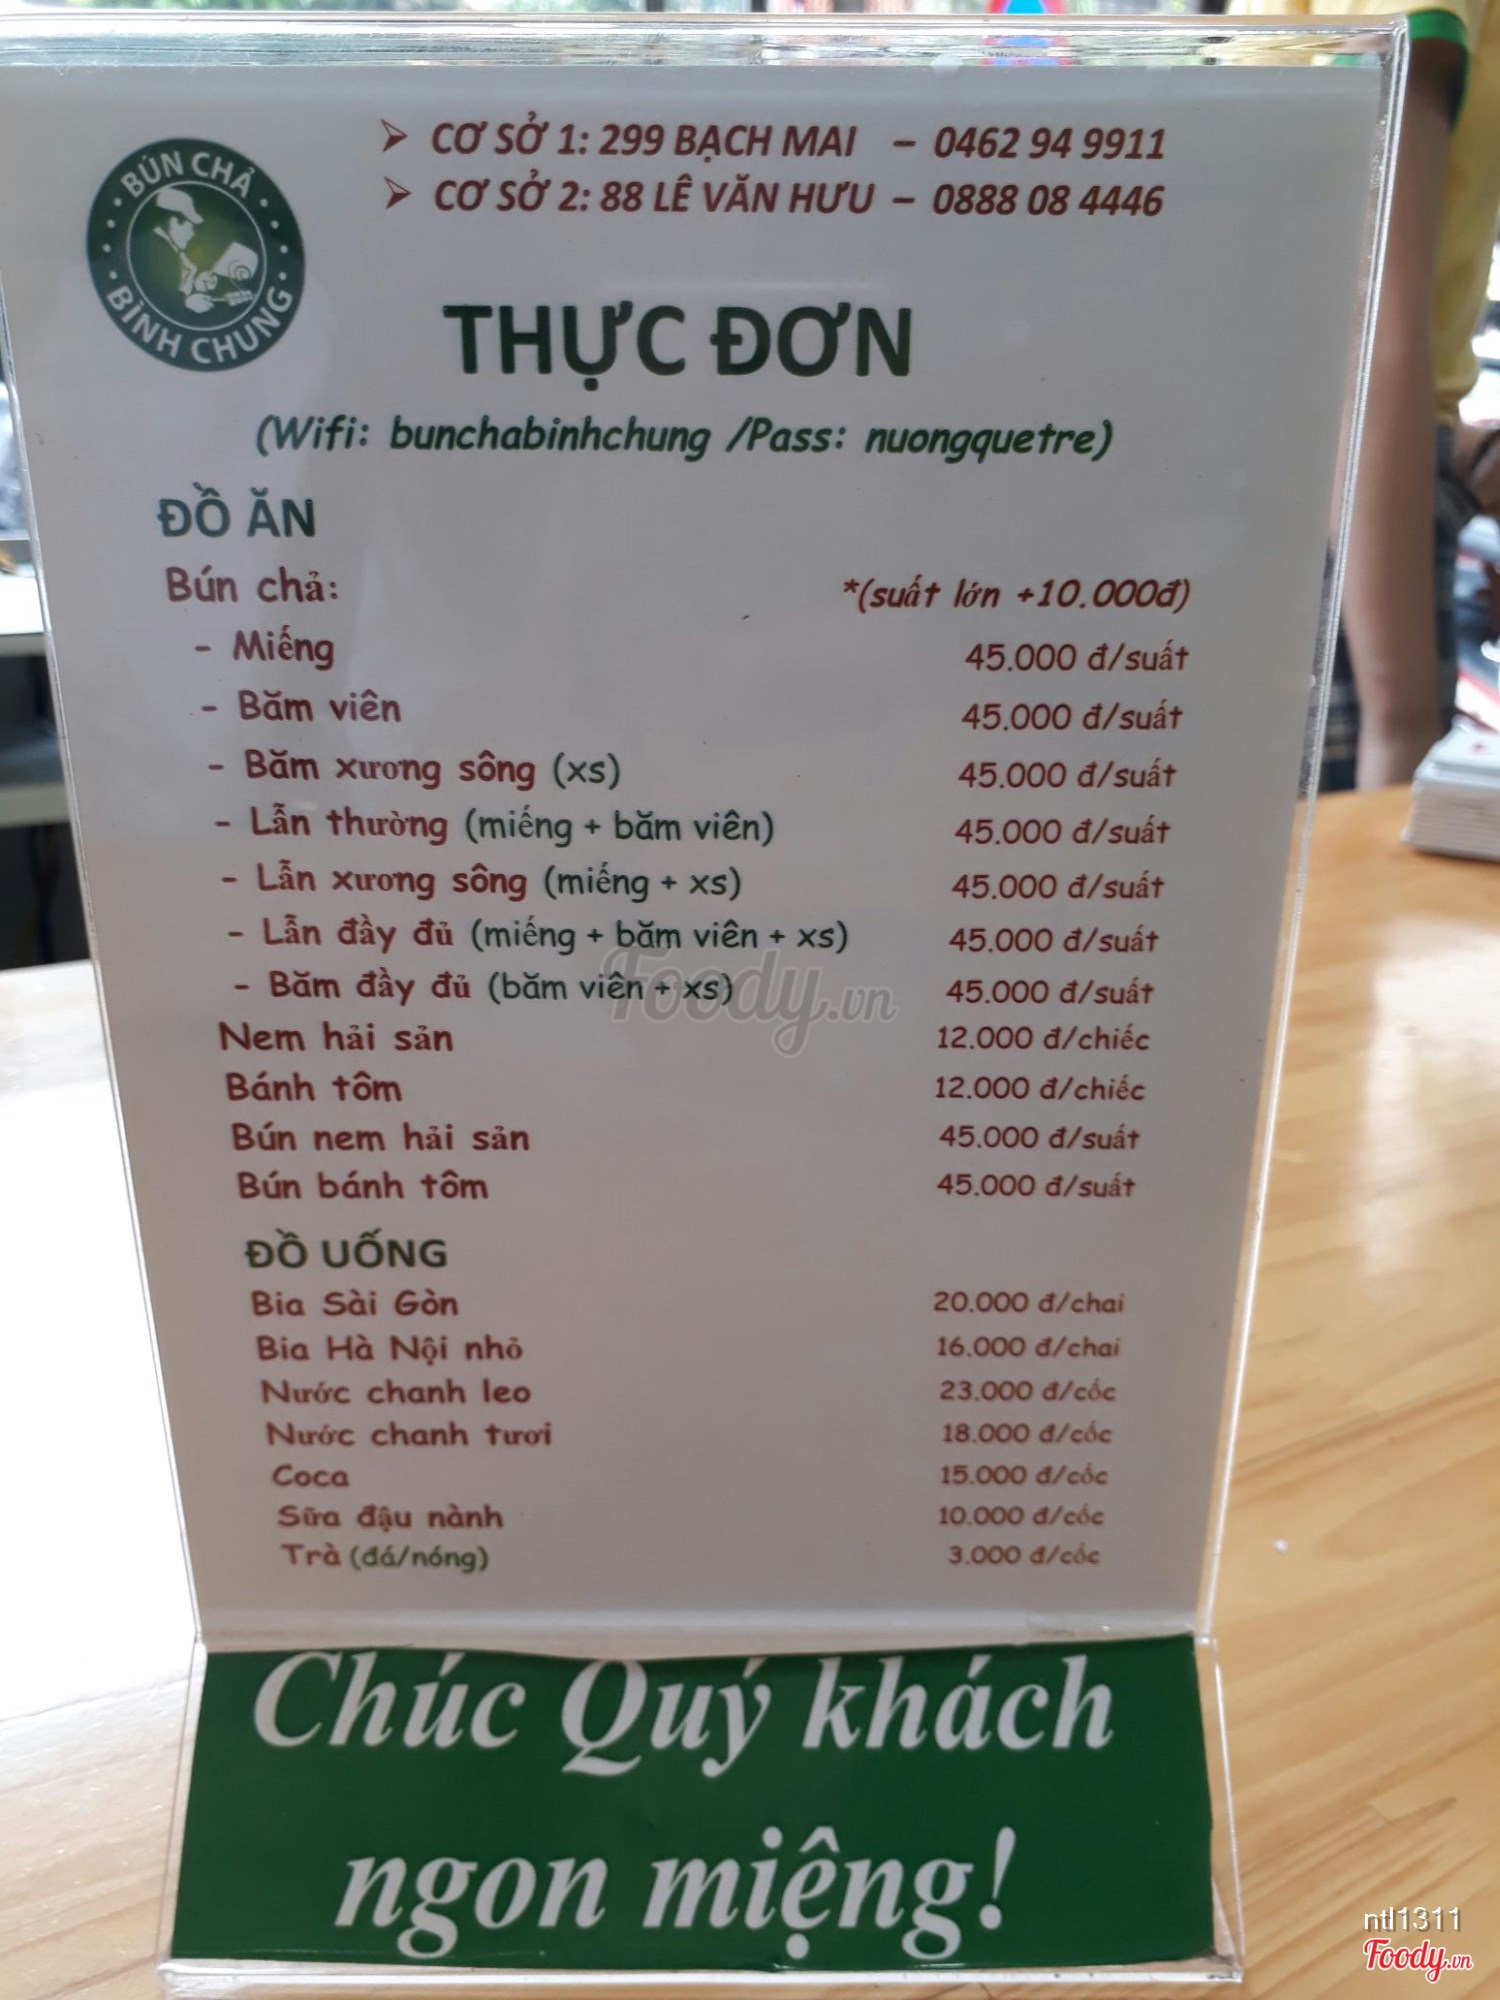 BÚN CHẢ
BÌNH CHUNG
➢ CƠ SỞ 1: 299 BẠCH MAI – 0462 94 9911
➢ CƠ SỞ 2: 88 LÊ VĂN HƯU – 0888 08 4446
THỰC ĐƠN
(Wifi: bunchabinhchung /Pass: nuongquetre)
ĐỒ ĂN
Bún chả: *(suất lớn +10.000đ)
- Miếng 45.000 đ/suất
- Băm viên 45.000 đ/suất
- Băm xương sông (xs) 45.000 đ/suất
- Lẫn thường (miếng + băm viên) 45.000 đ/suất
- Lẫn xương sông (miếng + xs) 45.000 đ/suất
- Lẫn đầy đủ (miếng + băm viên + xs) 45.000 đ/suất
- Băm đầy đủ (băm viên + xs) 45.000 đ/suất
Nem hải sản 12.000 đ/chiếc
Bánh tôm 12.000 đ/chiếc
Bún nem hải sản 45.000 đ/suất
Bún bánh tôm 45.000 đ/suất
ĐỒ UỐNG
Bia Sài Gòn 20.000 đ/chai
Bia Hà Nội nhỏ 16.000 đ/chai
Nước chanh leo 23.000 đ/cốc
Nước chanh tươi 18.000 đ/cốc
Coca 15.000 đ/cốc
Sữa đậu nành 10.000 đ/cốc
Trà (đá/nóng) 3.000 đ/cốc
Chúc Quý khách
ngon miệng!
Foody.vn
ntl1311
Foody.vn